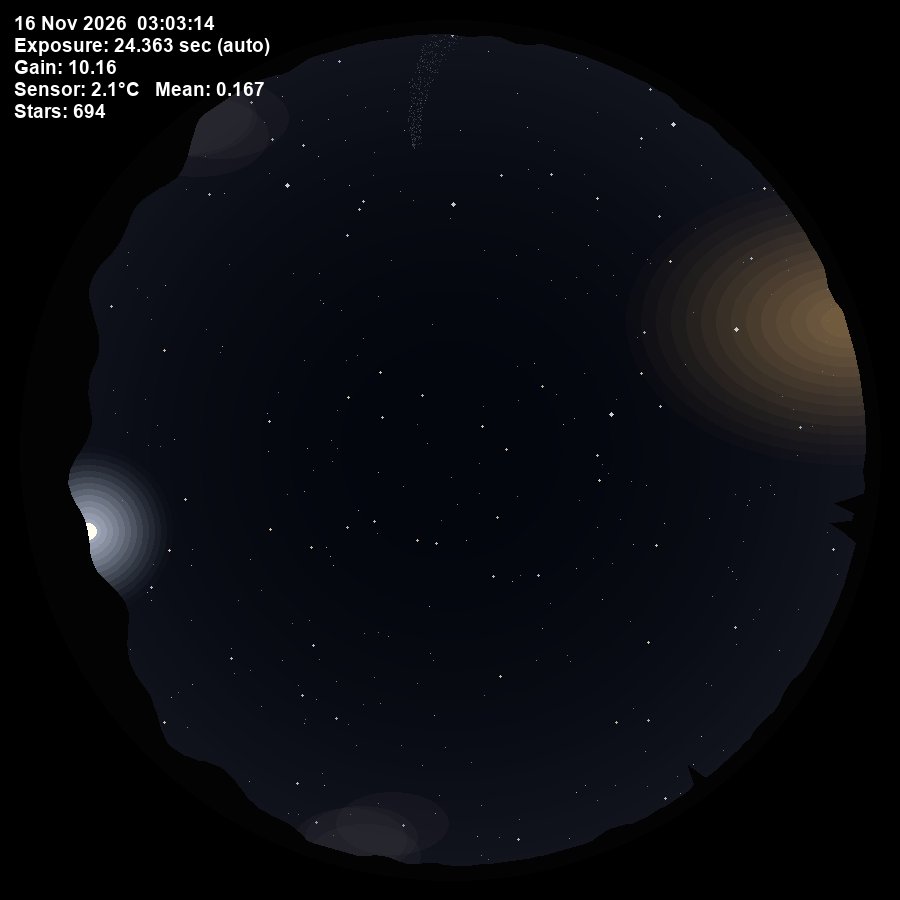 16 Nov 2026  03:03:14
Exposure: 24.363 sec (auto)
Gain: 10.16
Sensor: 2.1°C   Mean: 0.167
Stars: 694